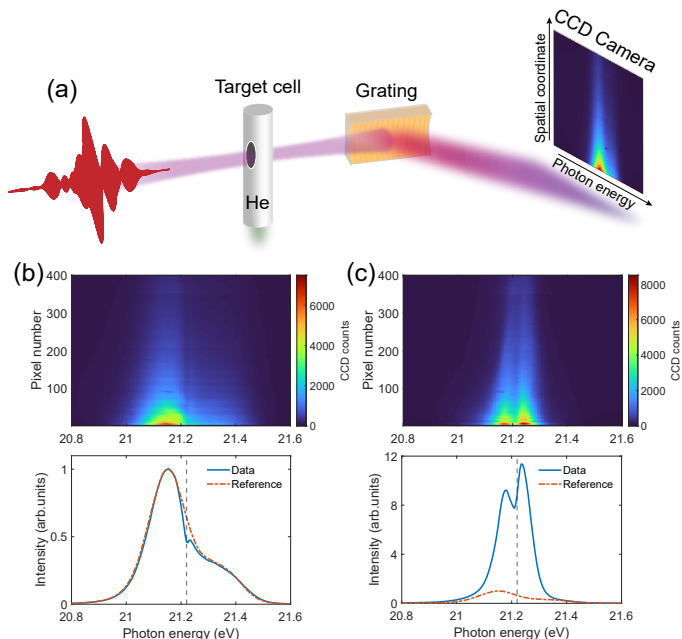 (a)
Target cell
Grating
CCD Camera
Spatial coordinate
Photon energy
He
(b)
400
300
200
100
Pixel number
6000
4000
2000
0
CCD counts
20.8 21 21.2 21.4 21.6
(c)
400
300
200
100
Pixel number
8000
6000
4000
2000
0
CCD counts
20.8 21 21.2 21.4 21.6
1
0.5
0
Intensity (arb.units)
Data
Reference
20.8 21 21.2 21.4 21.6
Photon energy (eV)
12
8
4
0
Intensity (arb.units)
Data
Reference
20.8 21 21.2 21.4 21.6
Photon energy (eV)